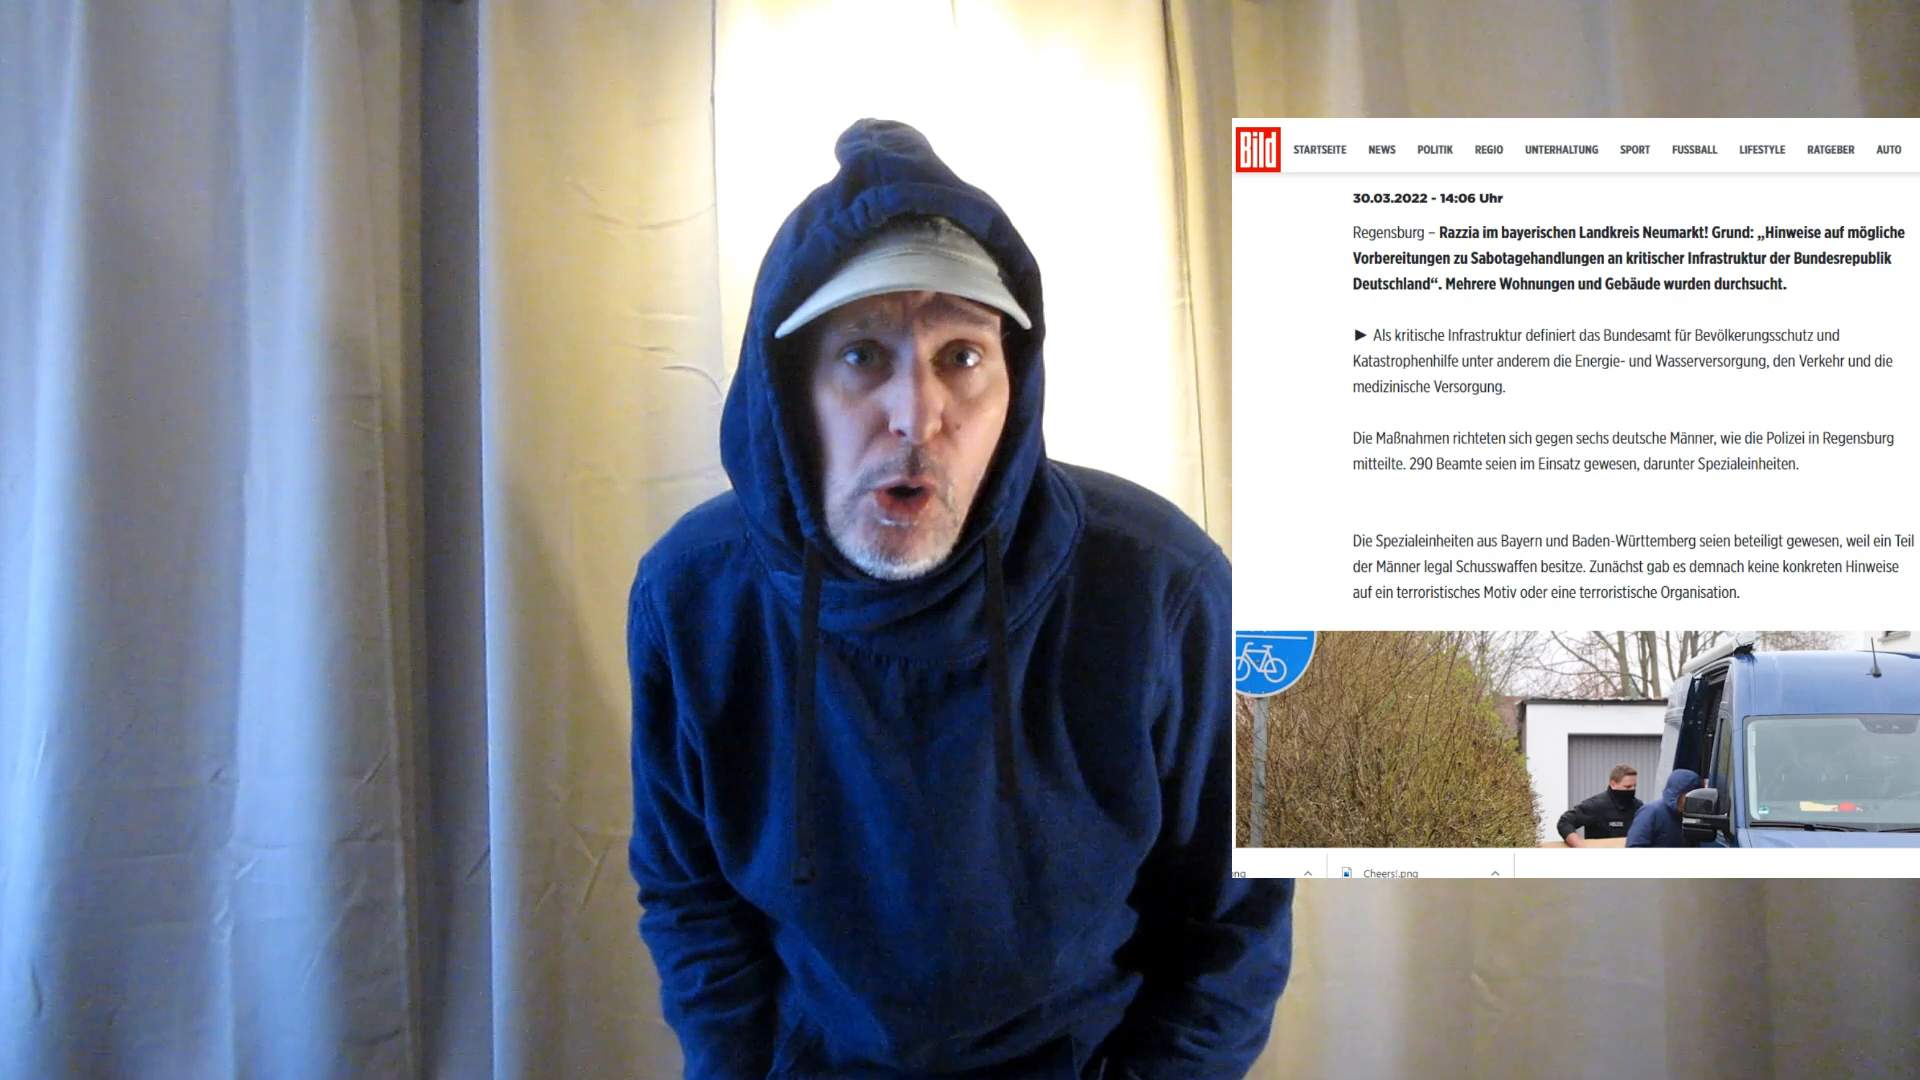 Bild
STARTSEITE NEWS POLITIK REGIO UNTERHALTUNG SPORT FUSSBALL LIFESTYLE RATGEBER AUTO
30.03.2022 - 14:06 Uhr
Regensburg – Razzia im bayerischen Landkreis Neumarkt! Grund: „Hinweise auf mögliche
Vorbereitungen zu Sabotagehandlungen an kritischer Infrastruktur der Bundesrepublik
Deutschland“. Mehrere Wohnungen und Gebäude wurden durchsucht.
► Als kritische Infrastruktur definiert das Bundesamt für Bevölkerungsschutz und
Katastrophenhilfe unter anderem die Energie- und Wasserversorgung, den Verkehr und die
medizinische Versorgung.
Die Maßnahmen richteten sich gegen sechs deutsche Männer, wie die Polizei in Regensburg
mitteilte. 290 Beamte seien im Einsatz gewesen, darunter Spezialeinheiten.
Die Spezialeinheiten aus Bayern und Baden-Württemberg seien beteiligt gewesen, weil ein Teil
der Männer legal Schusswaffen besitze. Zunächst gab es demnach keine konkreten Hinweise
auf ein terroristisches Motiv oder eine terroristische Organisation.
Cheers!.png